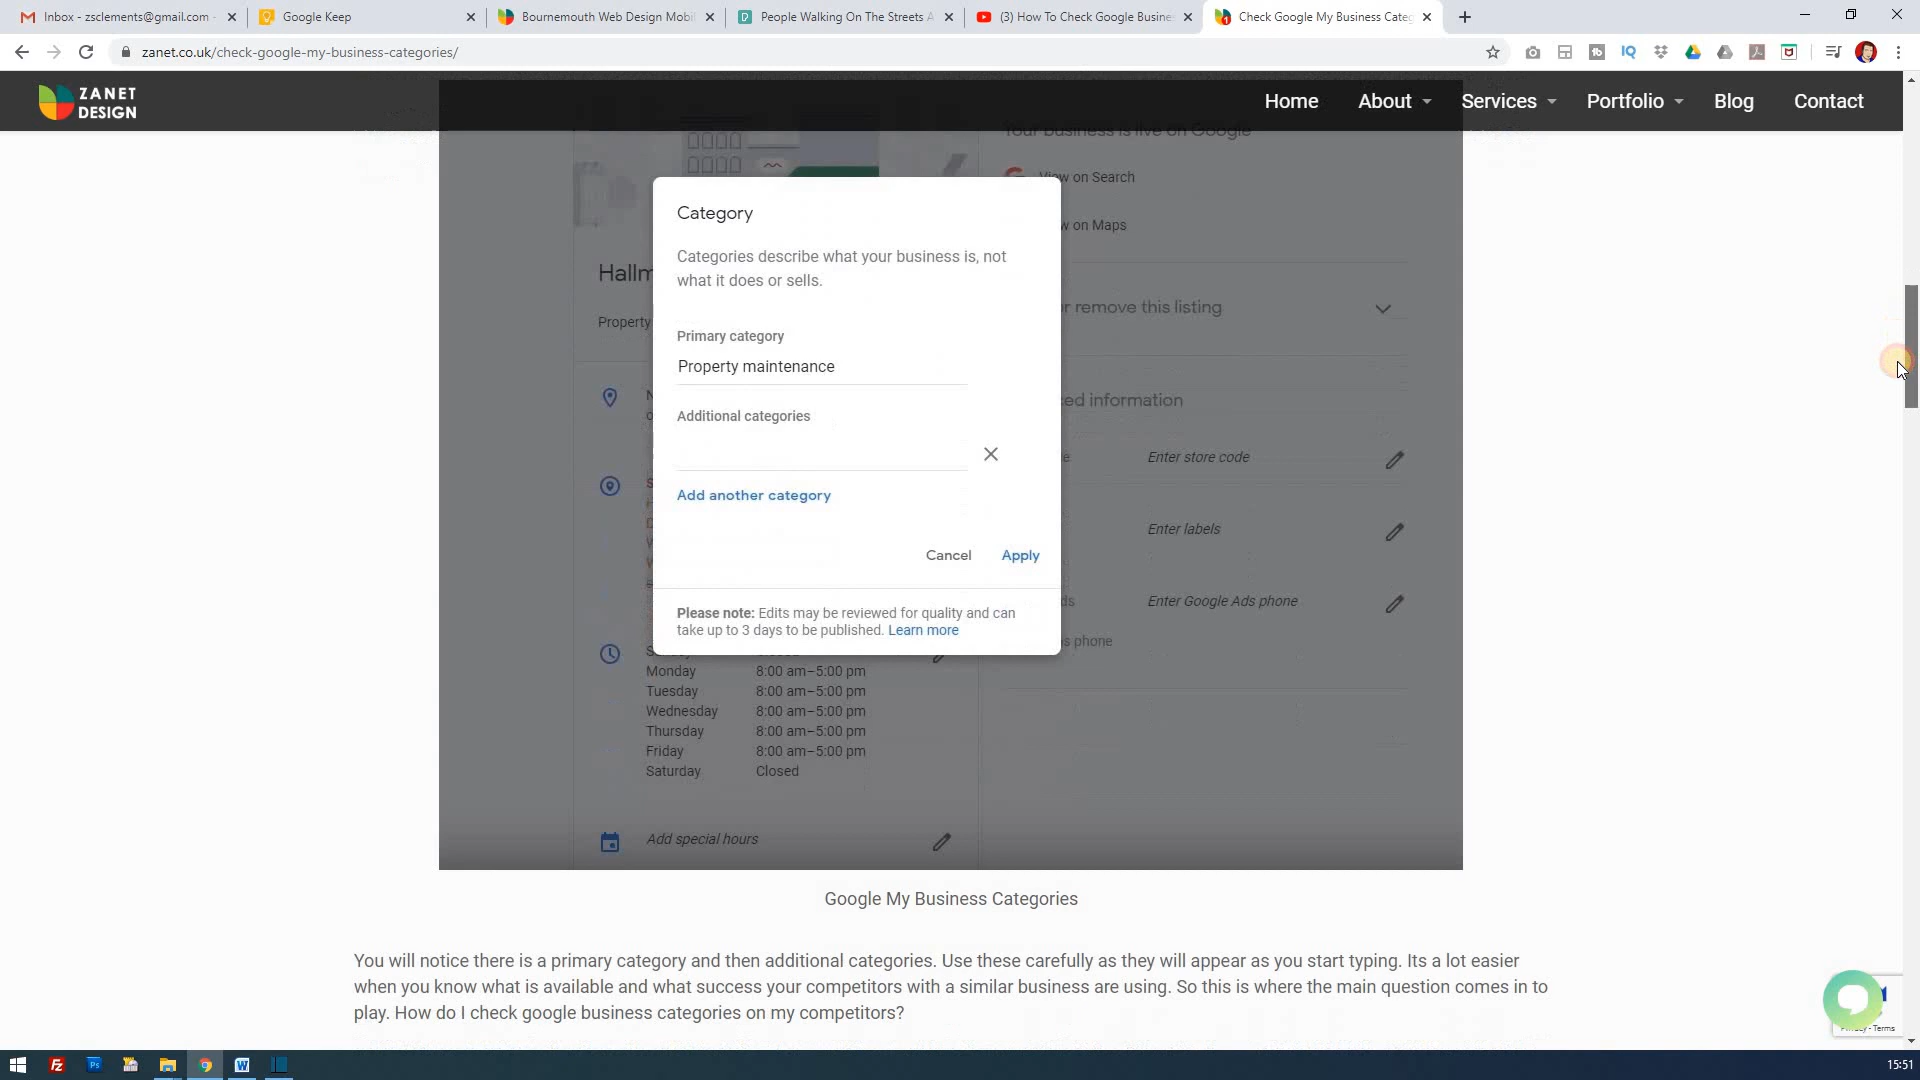 Inbox - zsclements@gmail.com -
Google Keep
Bournemouth Web Design Mobi
People Walking On The Streets A
(3) How To Check Google Busine
Check Google My Business Categ
zanet.co.uk/check-google-my-business-categories/
ZANET
DESIGN
Home
About
Services
Portfolio
Blog
Contact
Your business is live on Google
View on Search
w on Maps
Category
Categories describe what your business is, not
what it does or sells.
Hallm
Property
r remove this listing
Primary category
Property maintenance
ed information
Additional categories
Enter store code
Add another category
Enter labels
Cancel
Apply
Please note: Edits may be reviewed for quality and can
take up to 3 days to be published. Learn more
ds
Enter Google Ads phone
s phone
Monday 8:00 am–5:00 pm
Tuesday 8:00 am–5:00 pm
Wednesday 8:00 am–5:00 pm
Thursday 8:00 am–5:00 pm
Friday 8:00 am–5:00 pm
Saturday Closed
Add special hours
Google My Business Categories
You will notice there is a primary category and then additional categories. Use these carefully as they will appear as you start typing. Its a lot easier
when you know what is available and what success your competitors with a similar business are using. So this is where the main question comes in to
play. How do I check google business categories on my competitors?
Privacy - Terms
15:51